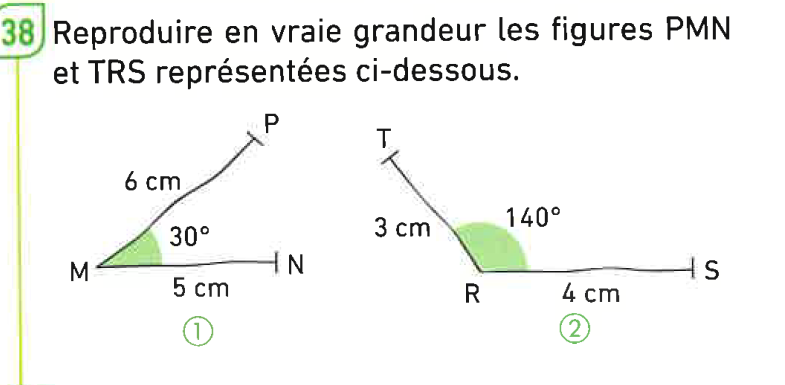 38 Reproduire en vraie grandeur les figures PMN
et TRS représentées ci-dessous.
P
6 cm
30°
M
N
5 cm
①
T
3 cm
140°
R
S
4 cm
②